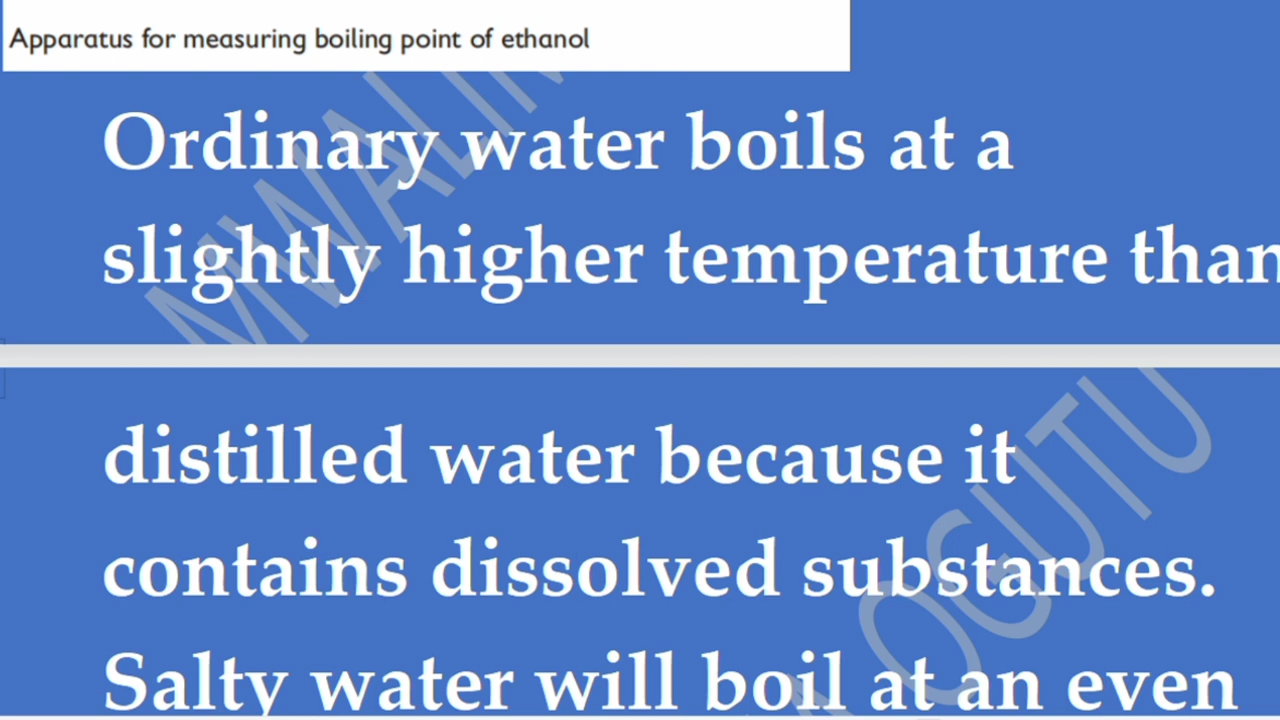 Apparatus for measuring boiling point of ethanol
Ordinary water boils at a
slightly higher temperature than
distilled water because it
contains dissolved substances.
Salty water will boil at an even
OGUTU